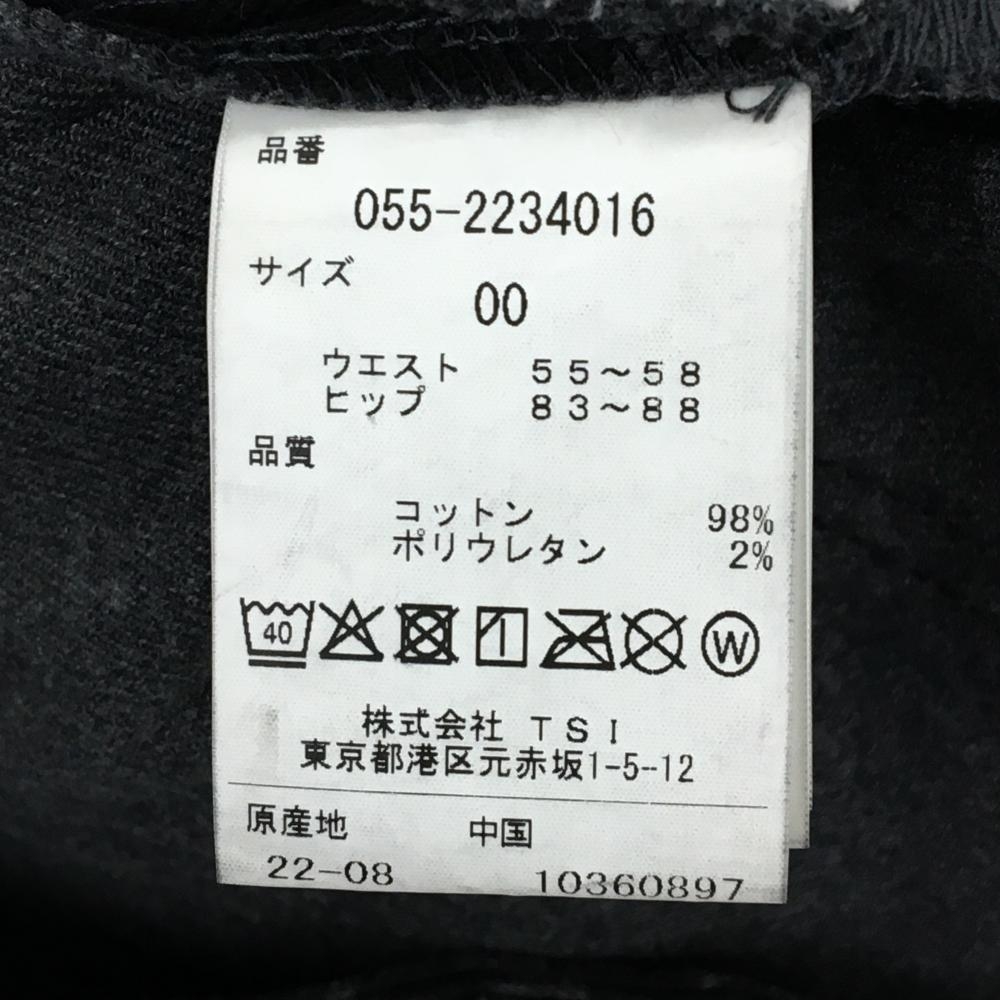 品番
055-2234016
サイズ
00
ウエスト 55~58
ヒップ 83~88
品質
コットン 98%
ポリウレタン 2%
40 W
株式会社 TSI
東京都港区元赤坂1-5-12
原産地 中国
22-08 10360897